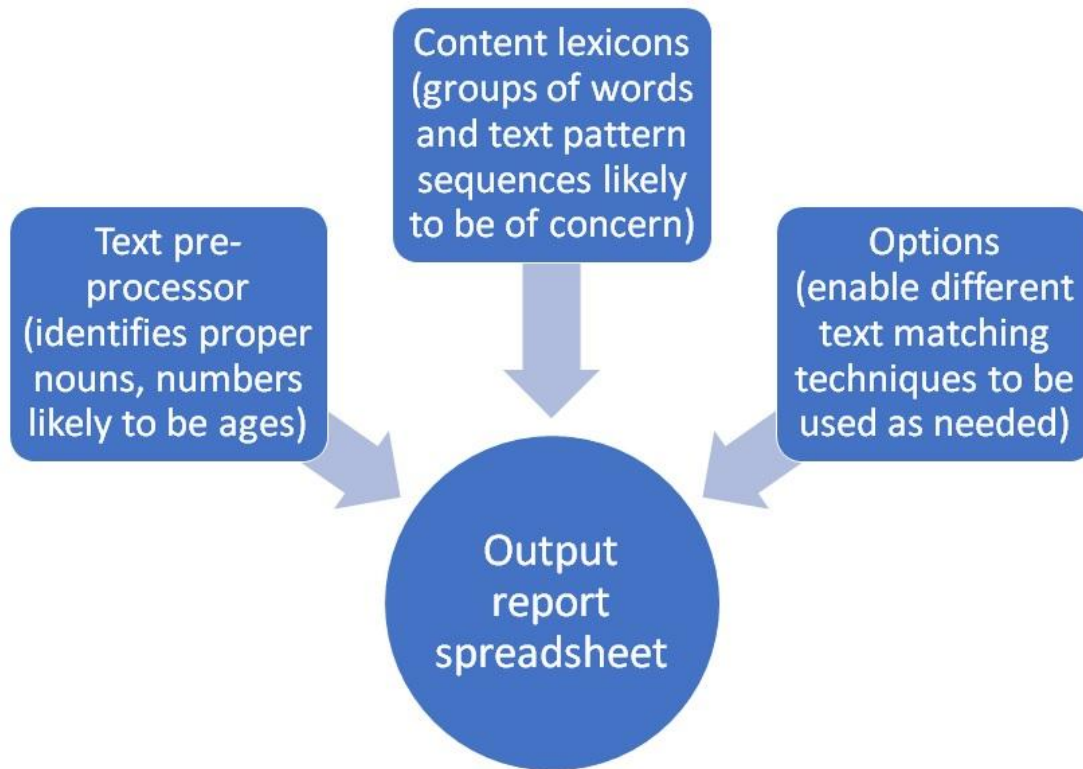 Content lexicons
(groups of words
and text pattern
sequences likely
to be of concern)
Text pre-
processor
(identifies proper
nouns, numbers
likely to be ages)
Options
(enable different
text matching
techniques to be
used as needed)
Output
report
spreadsheet